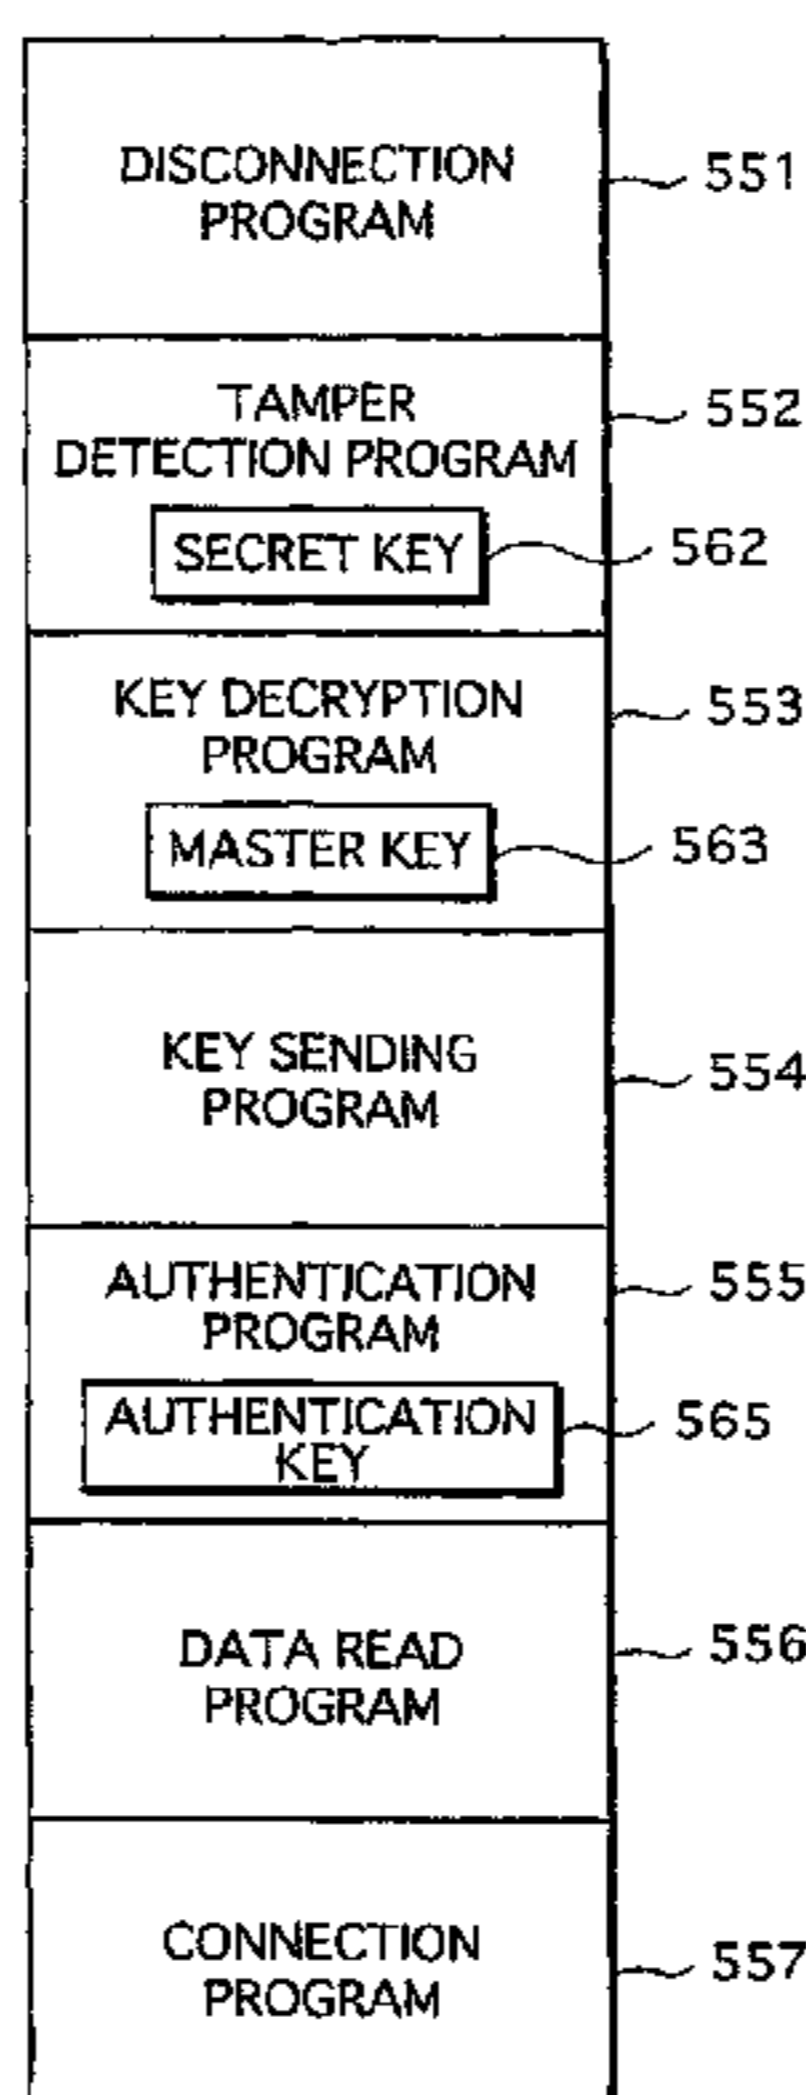 DISCONNECTION
PROGRAM
551
TAMPER
DETECTION PROGRAM
552
SECRET KEY
562
KEY DECRYPTION
PROGRAM
553
MASTER KEY
563
KEY SENDING
PROGRAM
554
AUTHENTICATION
PROGRAM
555
AUTHENTICATION
KEY
565
DATA READ
PROGRAM
556
CONNECTION
PROGRAM
557